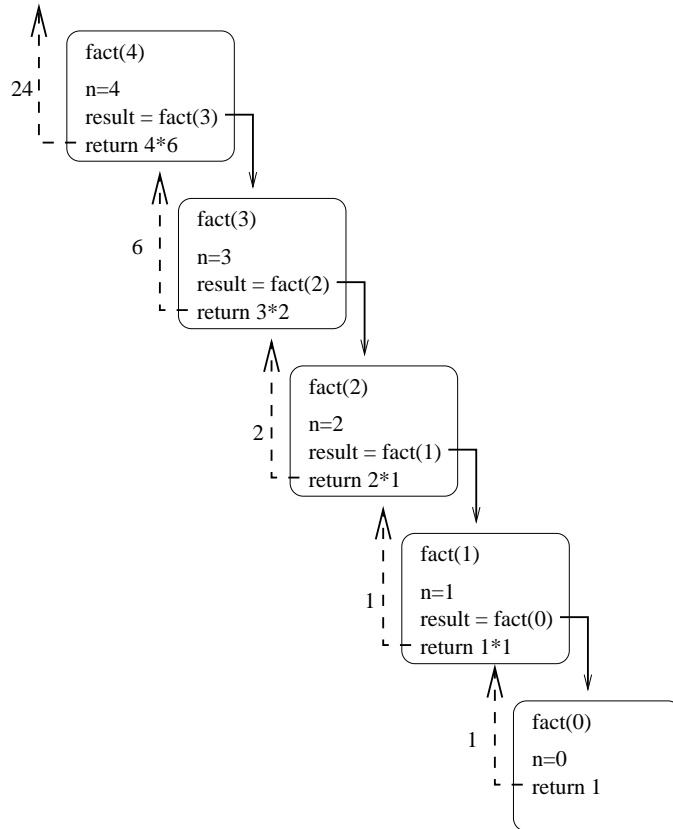 fact(4)
24
n=4
result = fact(3)
return 4*6
fact(3)
6
n=3
result = fact(2)
return 3*2
fact(2)
2
n=2
result = fact(1)
return 2*1
fact(1)
1
n=1
result = fact(0)
return 1*1
fact(0)
1
n=0
return 1